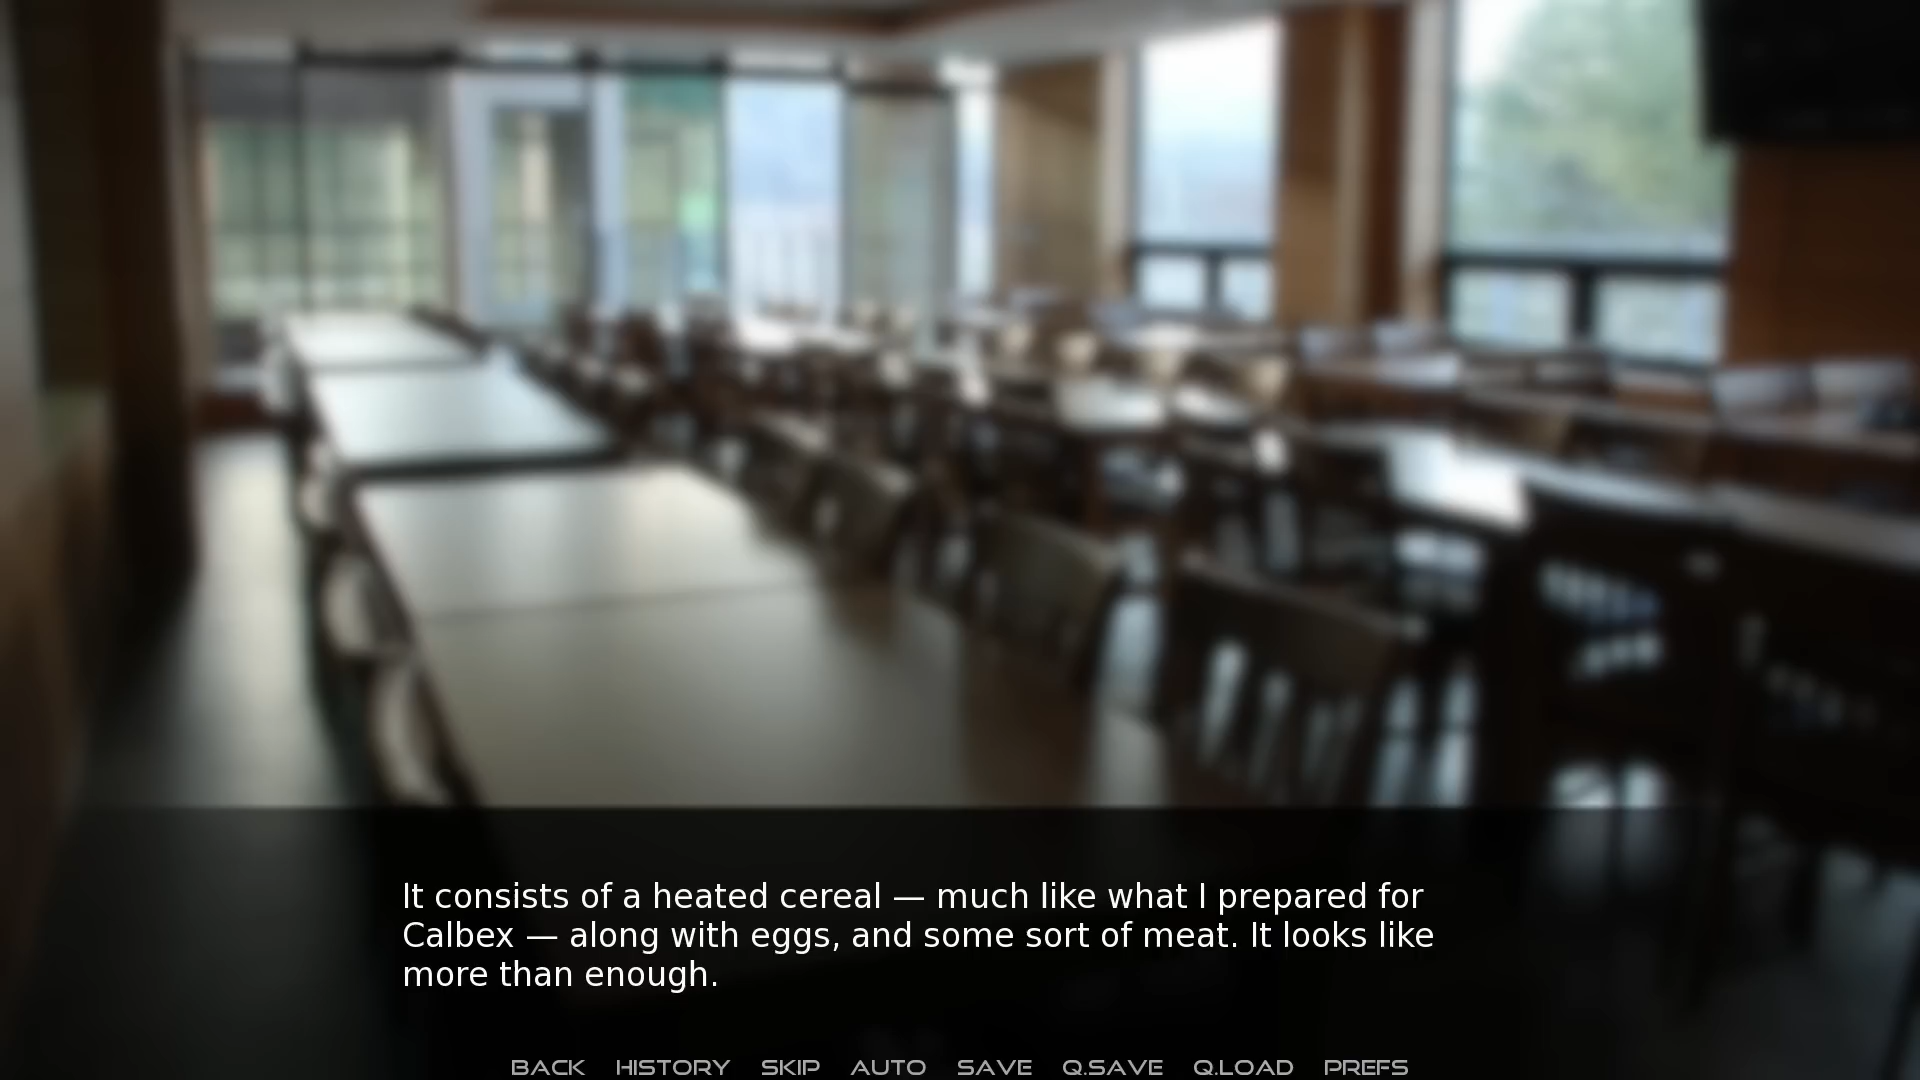 It consists of a heated cereal — much like what I prepared for
Calbex — along with eggs, and some sort of meat. It looks like
more than enough.
BACK HISTORY SKIP AUTO SAVE Q.SAVE Q.LOAD PREFS